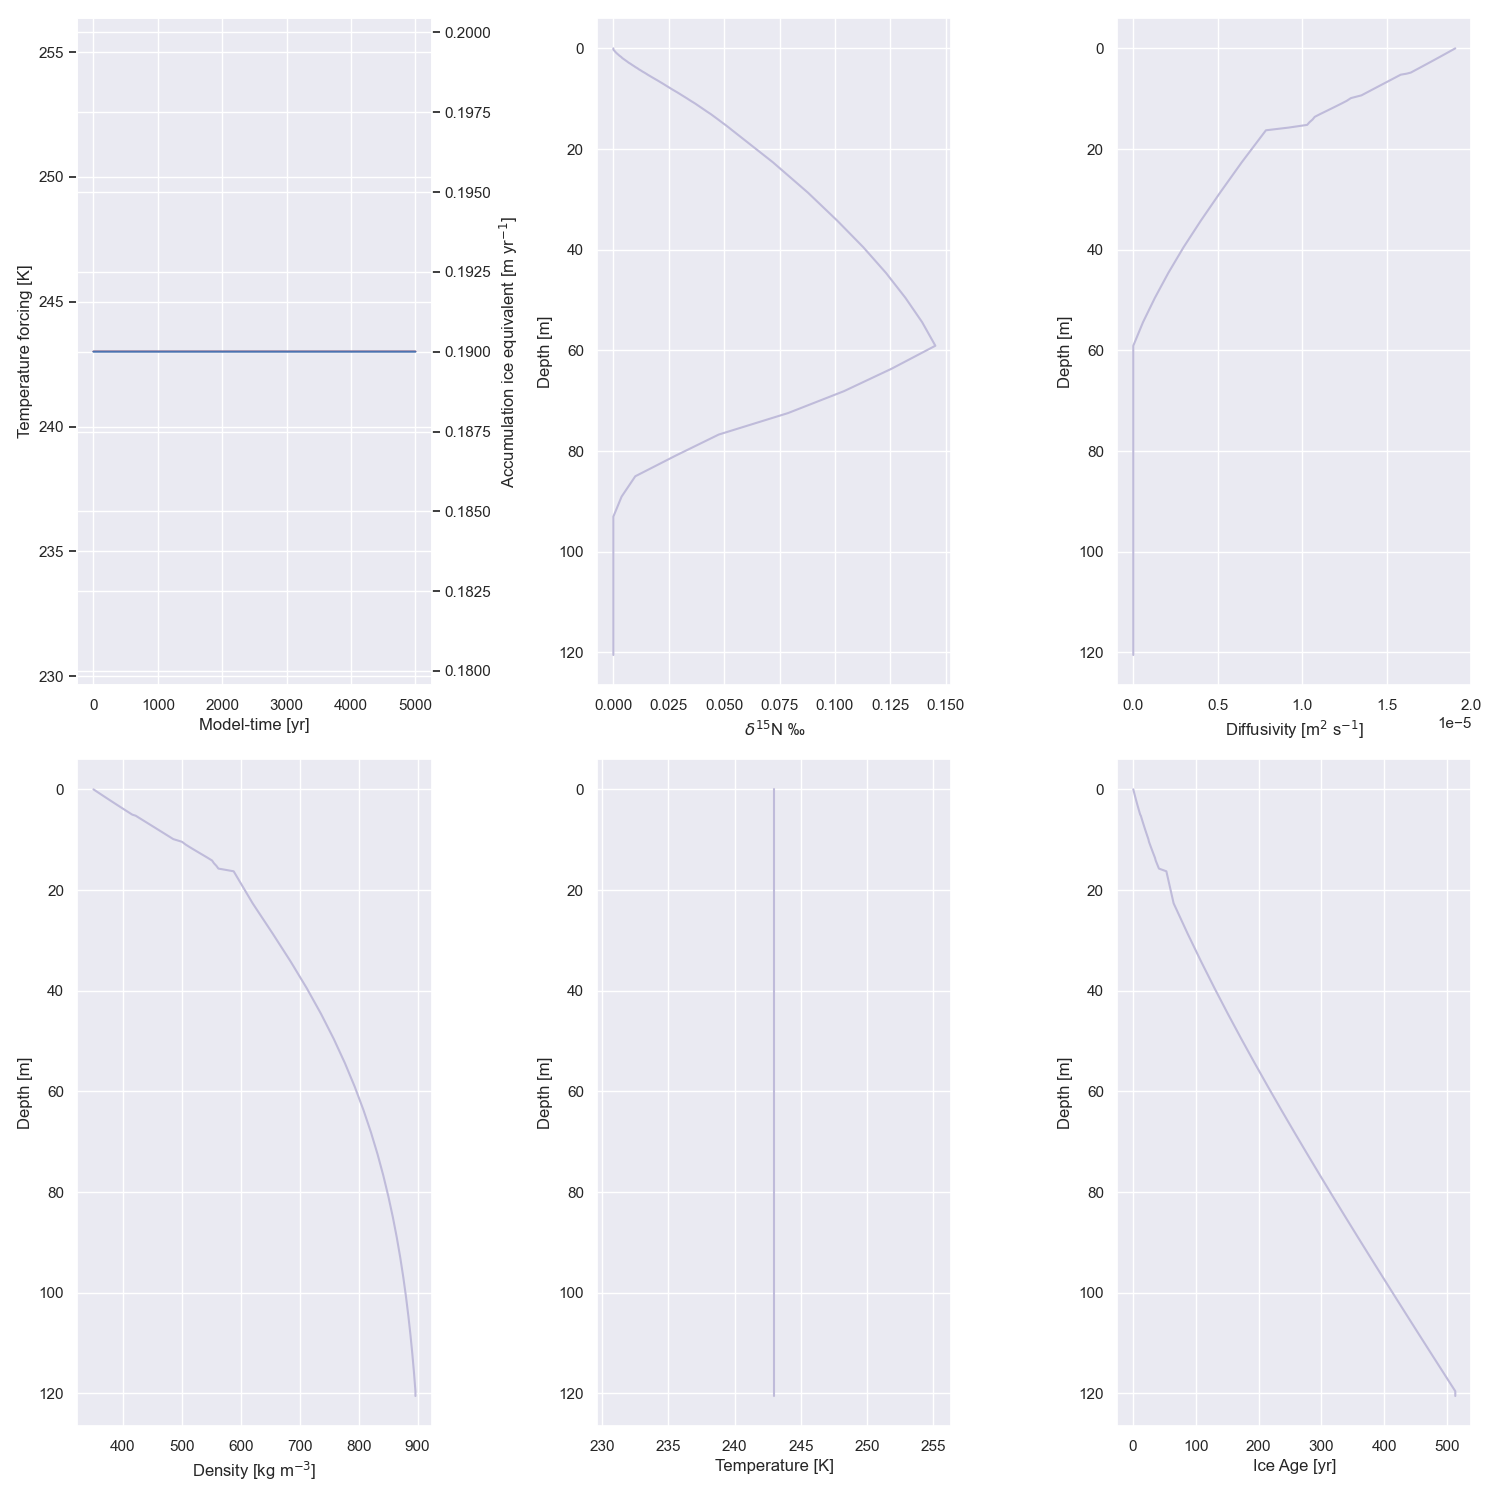 255
250
245
240
235
230
Temperature forcing [K]
0 1000 2000 3000 4000 5000
Model-time [yr]
0.2000
0.1975
0.1950
0.1925
0.1900
0.1875
0.1850
0.1825
0.1800
Accumulation ice equivalent [m yr⁻¹]
0
20
40
60
80
100
120
Depth [m]
0.000 0.025 0.050 0.075 0.100 0.125 0.150
δ¹⁵N ‰
0
20
40
60
80
100
120
Depth [m]
0.0 0.5 1.0 1.5 2.0
1e−5
Diffusivity [m² s⁻¹]
0
20
40
60
80
100
120
Depth [m]
400 500 600 700 800 900
Density [kg m⁻³]
0
20
40
60
80
100
120
Depth [m]
230 235 240 245 250 255
Temperature [K]
0
20
40
60
80
100
120
Depth [m]
0 100 200 300 400 500
Ice Age [yr]